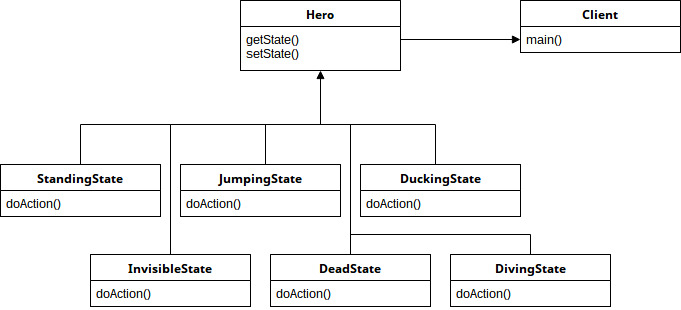 Hero
getState()
setState()
Client
main()
StandingState
doAction()
JumpingState
doAction()
DuckingState
doAction()
InvisibleState
doAction()
DeadState
doAction()
DivingState
doAction()